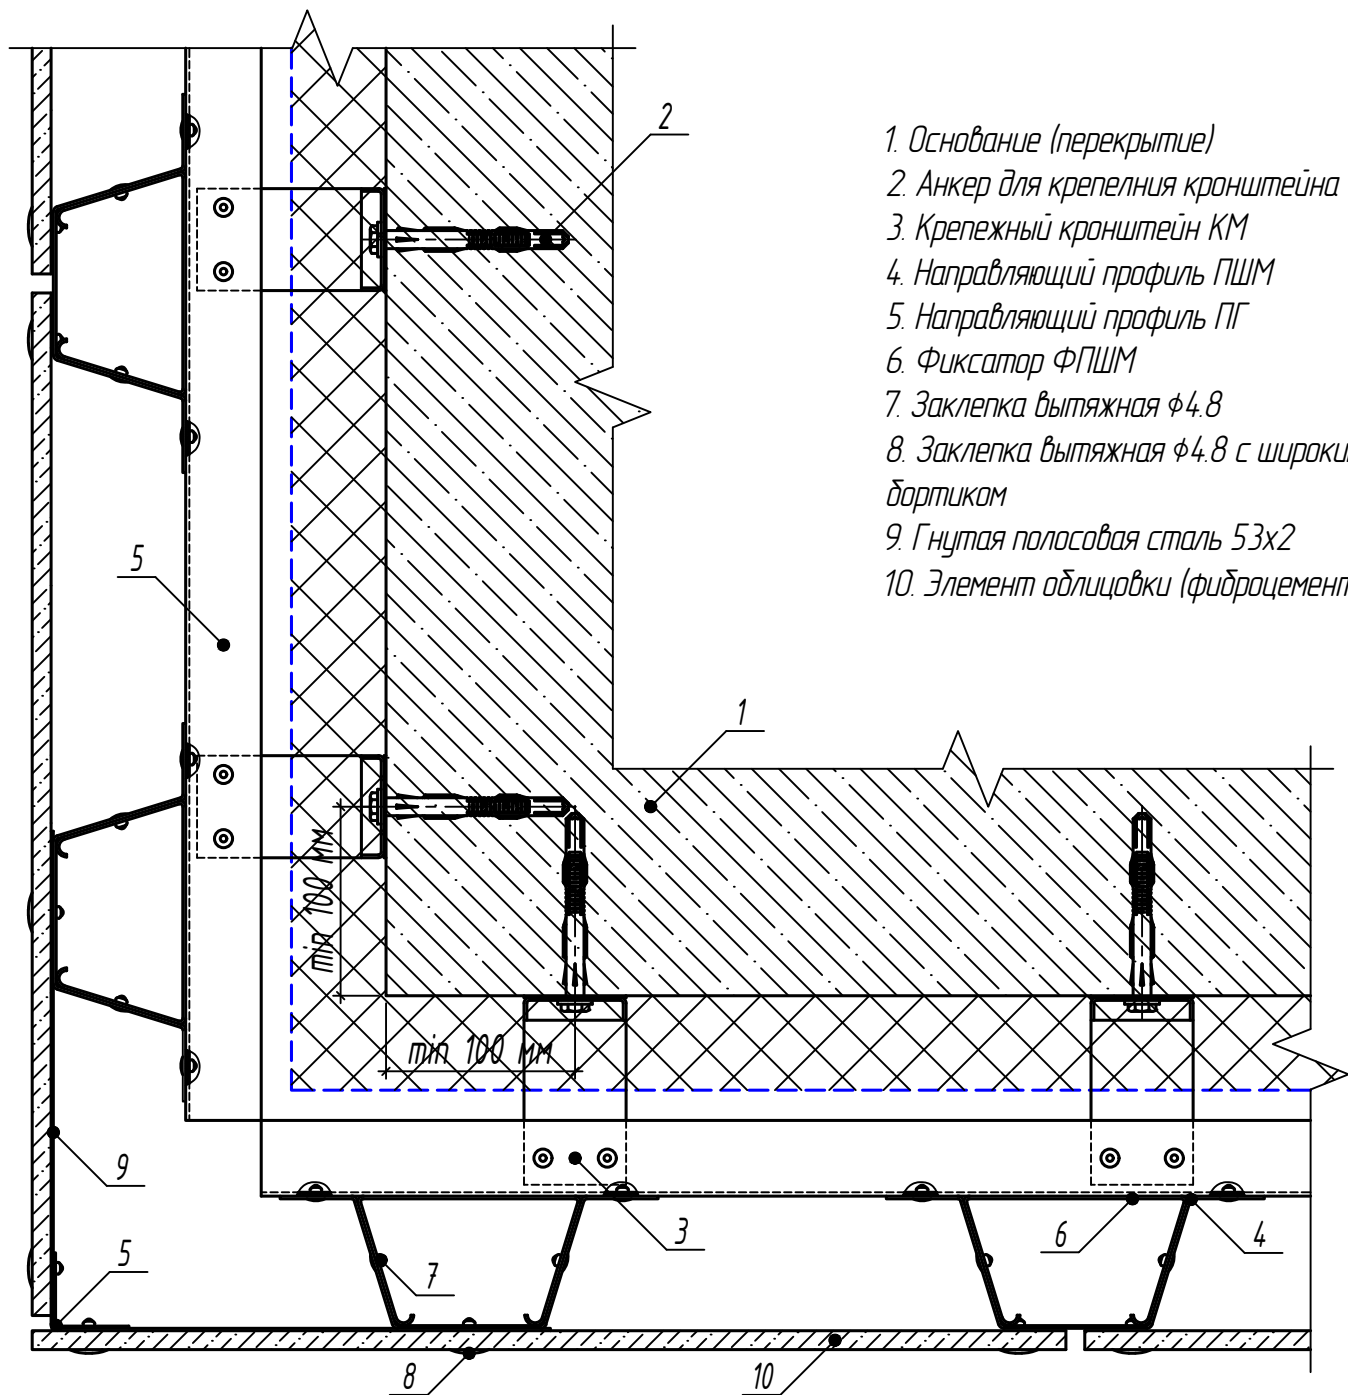 2
1. Основание (перекрытие)
2. Анкер для крепелния кронштейна
3. Крепежный кронштейн КМ
4. Направляющий профиль ПШМ
5. Направляющий профиль ПГ
6. Фиксатор ФПШМ
7. Заклепка вытяжная ϕ4.8
8. Заклепка вытяжная ϕ4.8 с широки
бортиком
9. Гнутая полосовая сталь 53х2
10. Элемент облицовки (фиброцемент
5
1
min 100 мм
min 100 мм
9
3
6
4
5
7
8
10